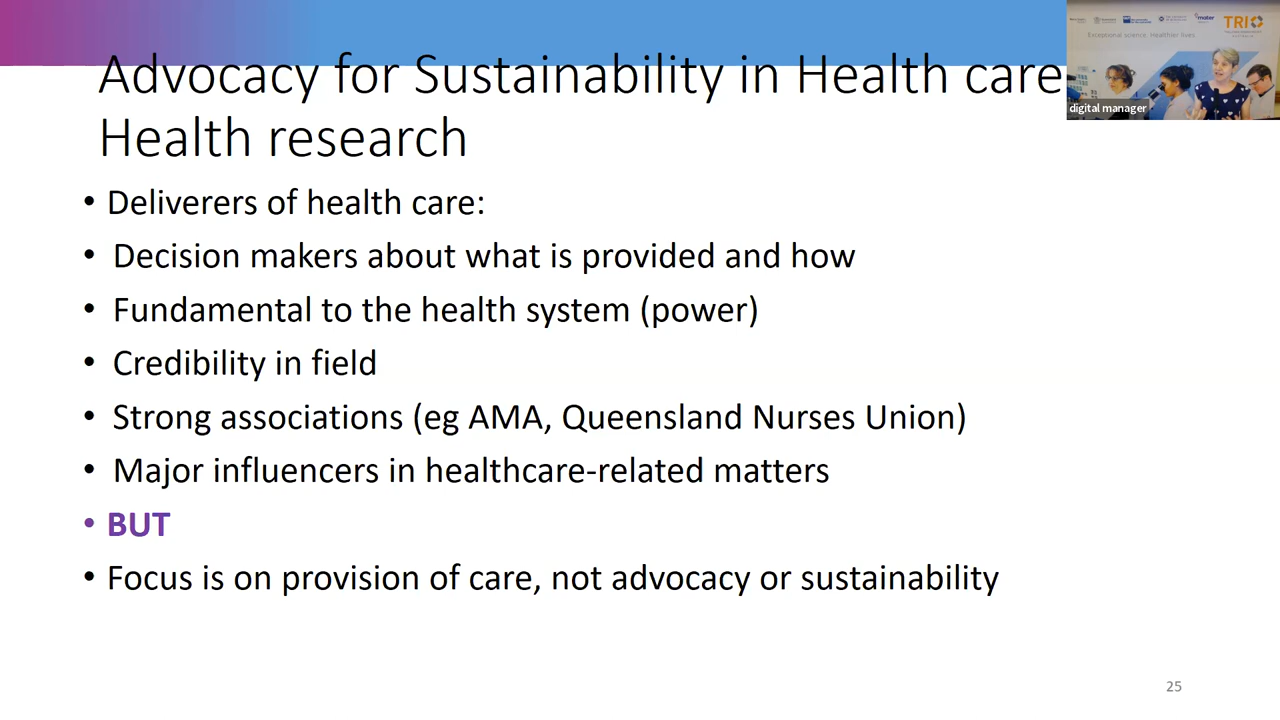 Advocacy for Sustainability in Health care
Health research
• Deliverers of health care:
• Decision makers about what is provided and how
• Fundamental to the health system (power)
• Credibility in field
• Strong associations (eg AMA, Queensland Nurses Union)
• Major influencers in healthcare-related matters
• BUT
• Focus is on provision of care, not advocacy or sustainability
25
mater
TRI
Exceptional science. Healthier lives
digital manager